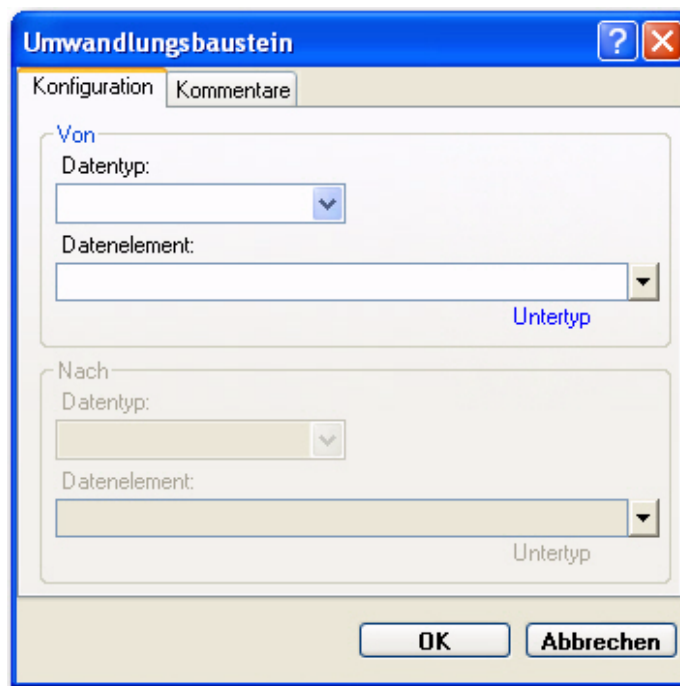 Umwandlungsbaustein
Konfiguration Kommentare
Von
Datentyp:
Datenelement:
Untertyp
Nach
Datentyp:
Datenelement:
Untertyp
OK Abbrechen